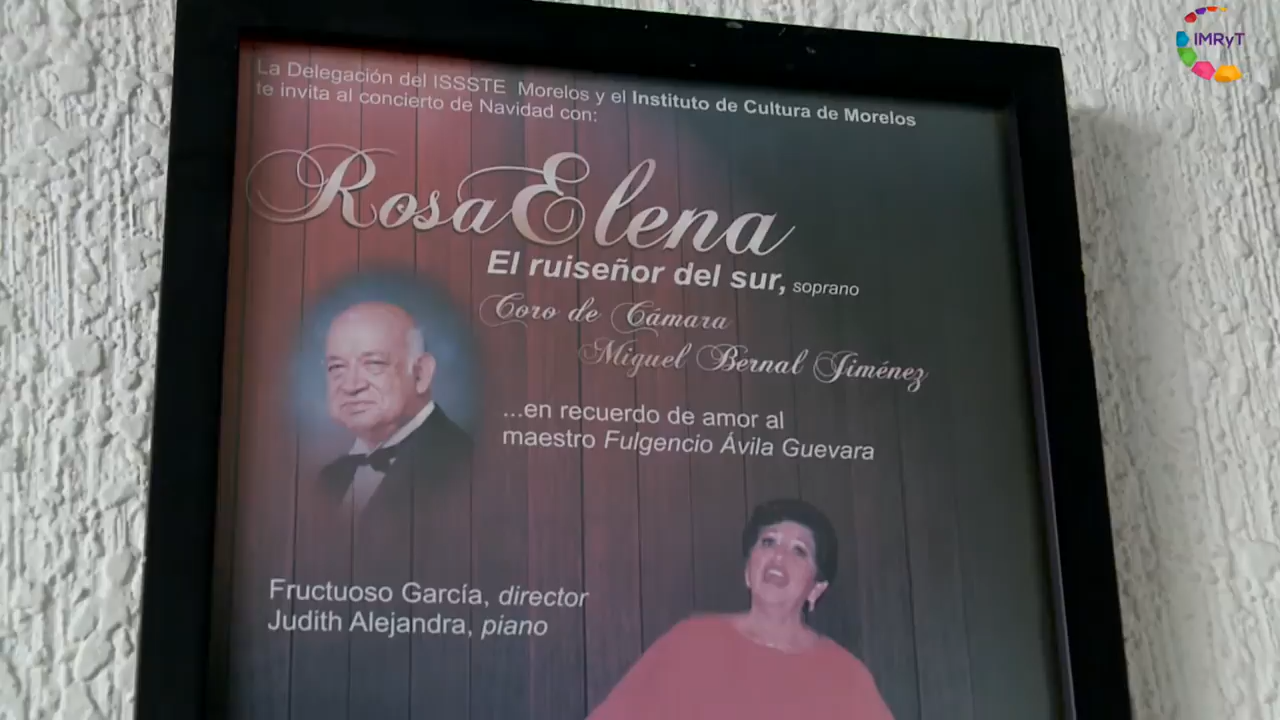 IMRyT
La Delegación del ISSSTE Morelos y el Instituto de Cultura de Morelos
te invita al concierto de Navidad con:
Rosa Elena
El ruiseñor del sur, soprano
Coro de Cámara
Miguel Bernal Jiménez
...en recuerdo de amor al
maestro Fulgencio Ávila Guevara
Fructuoso García, director
Judith Alejandra, piano